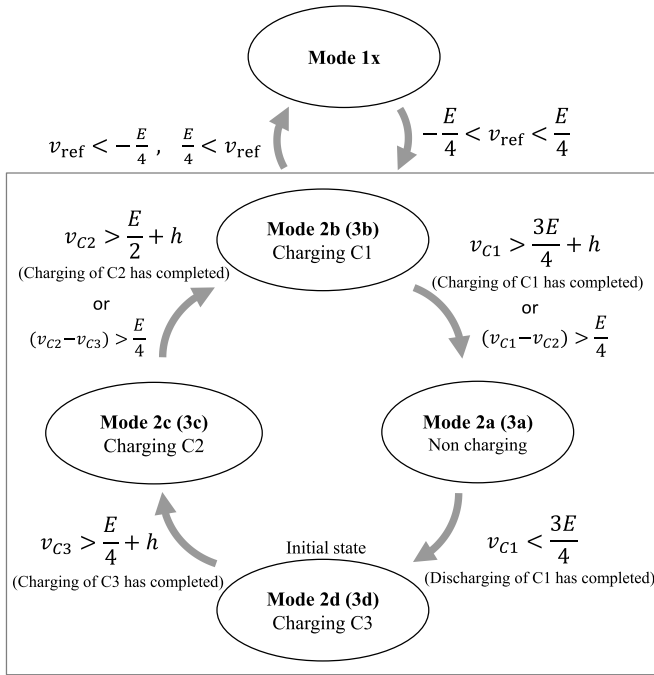 Mode 1x
v_ref < −E/4 , E/4 < v_ref
−E/4 < v_ref < E/4
Mode 2b (3b)
Charging C1
v_C2 > E/2 + h
(Charging of C2 has completed)
or
(v_C2−v_C3) > E/4
v_C1 > 3E/4 + h
(Charging of C1 has completed)
or
(v_C1−v_C2) > E/4
Mode 2c (3c)
Charging C2
Mode 2a (3a)
Non charging
v_C3 > E/4 + h
(Charging of C3 has completed)
v_C1 < 3E/4
(Discharging of C1 has completed)
Initial state
Mode 2d (3d)
Charging C3